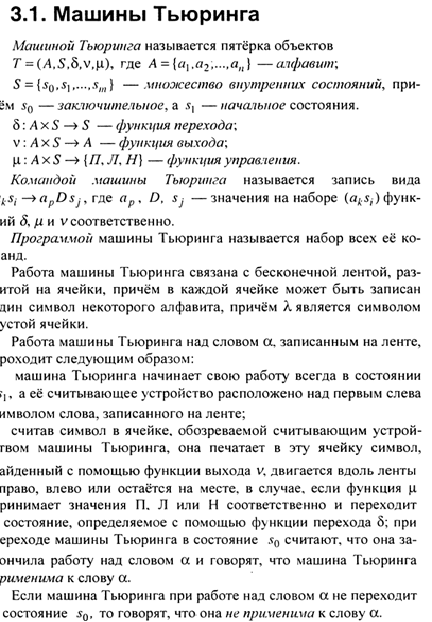 3.1. Машины Тьюринга
Машиной Тьюринга называется пятёрка объектов
T = (A,S,δ,ν,μ), где A = {a₁,a₂,...,aₙ} — алфавит;
S = {s₀,s₁,...,sₘ} — множество внутренних состояний, при-
ём s₀ — заключительное, а s₁ — начальное состояния.
δ : A×S → S — функция перехода;
ν : A×S → A — функция выхода;
μ : A×S → {П, Л, Н} — функция управления.
Командой машины Тьюринга называется запись вида
ₖsᵢ → aₚDsⱼ, где aₚ, D, sⱼ — значения на наборе (aₖsᵢ) функ-
ий δ, μ и ν соответственно.
Программой машины Тьюринга называется набор всех её ко-
анд.
Работа машины Тьюринга связана с бесконечной лентой, раз-
итой на ячейки, причём в каждой ячейке может быть записан
дин символ некоторого алфавита, причём λ является символом
устой ячейки.
Работа машины Тьюринга над словом α, записанным на ленте,
роходит следующим образом:
машина Тьюринга начинает свою работу всегда в состоянии
s₁, а её считывающее устройство расположено над первым слева
имволом слова, записанного на ленте;
считав символ в ячейке, обозреваемой считывающим устрой-
твом машины Тьюринга, она печатает в эту ячейку символ,
айденный с помощью функции выхода ν, двигается вдоль ленты
право, влево или остаётся на месте, в случае, если функция μ
ринимает значения П, Л или Н соответственно и переходит
состояние, определяемое с помощью функции перехода δ; при
ереходе машины Тьюринга в состояние s₀ считают, что она за-
ончила работу над словом α и говорят, что машина Тьюринга
рименима к слову α.
Если машина Тьюринга при работе над словом α не переходит
состояние s₀, то говорят, что она не применима к слову α.